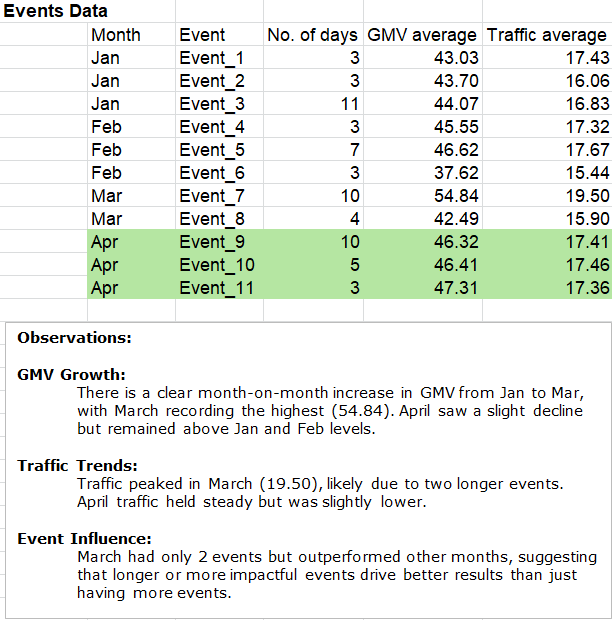 Events Data
Month Event No. of days GMV average Traffic average
Jan Event_1 3 43.03 17.43
Jan Event_2 3 43.70 16.06
Jan Event_3 11 44.07 16.83
Feb Event_4 3 45.55 17.32
Feb Event_5 7 46.62 17.67
Feb Event_6 3 37.62 15.44
Mar Event_7 10 54.84 19.50
Mar Event_8 4 42.49 15.90
Apr Event_9 10 46.32 17.41
Apr Event_10 5 46.41 17.46
Apr Event_11 3 47.31 17.36
Observations:
GMV Growth:
There is a clear month-on-month increase in GMV from Jan to Mar,
with March recording the highest (54.84). April saw a slight decline
but remained above Jan and Feb levels.
Traffic Trends:
Traffic peaked in March (19.50), likely due to two longer events.
April traffic held steady but was slightly lower.
Event Influence:
March had only 2 events but outperformed other months, suggesting
that longer or more impactful events drive better results than just
having more events.